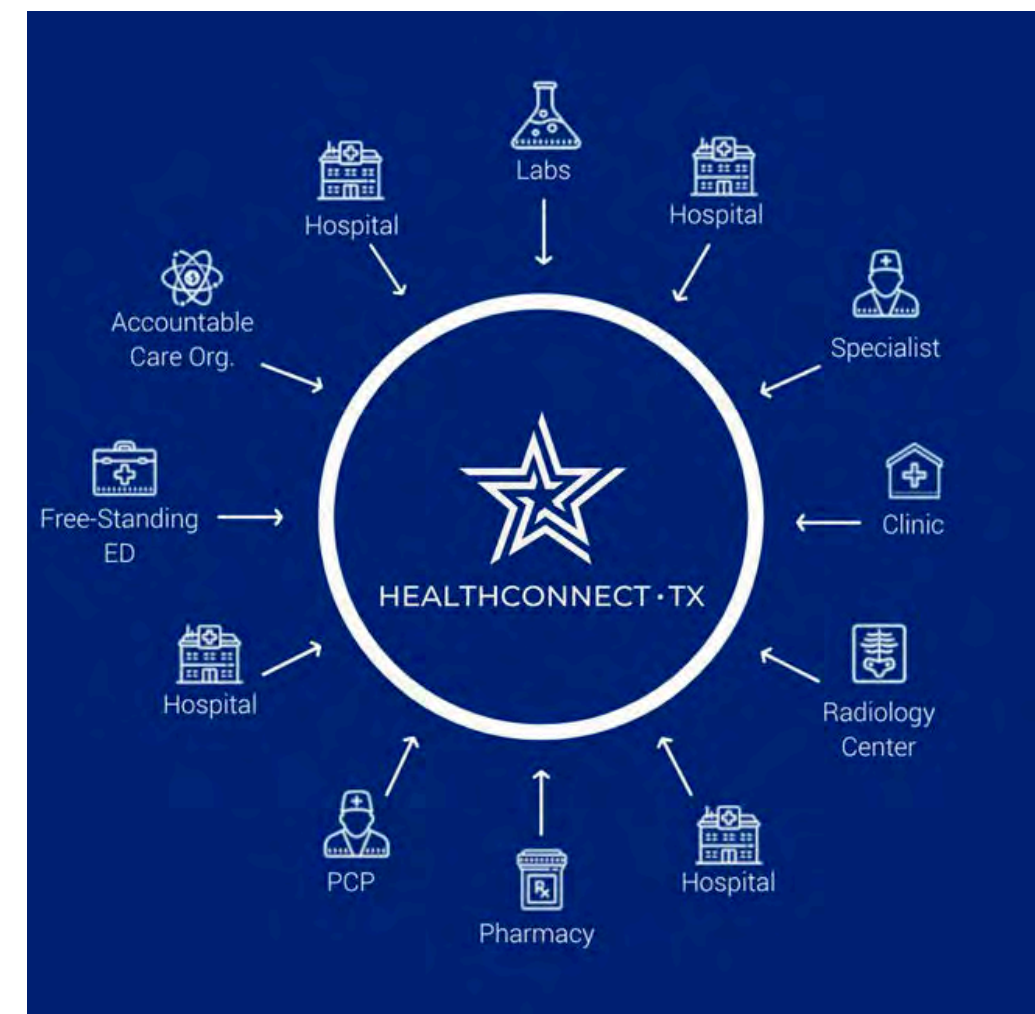 Labs
Hospital
Hospital
Accountable
Care Org.
Specialist
Free-Standing
ED
Clinic
HEALTHCONNECT · TX
Hospital
Radiology
Center
PCP
Rx
Pharmacy
Hospital